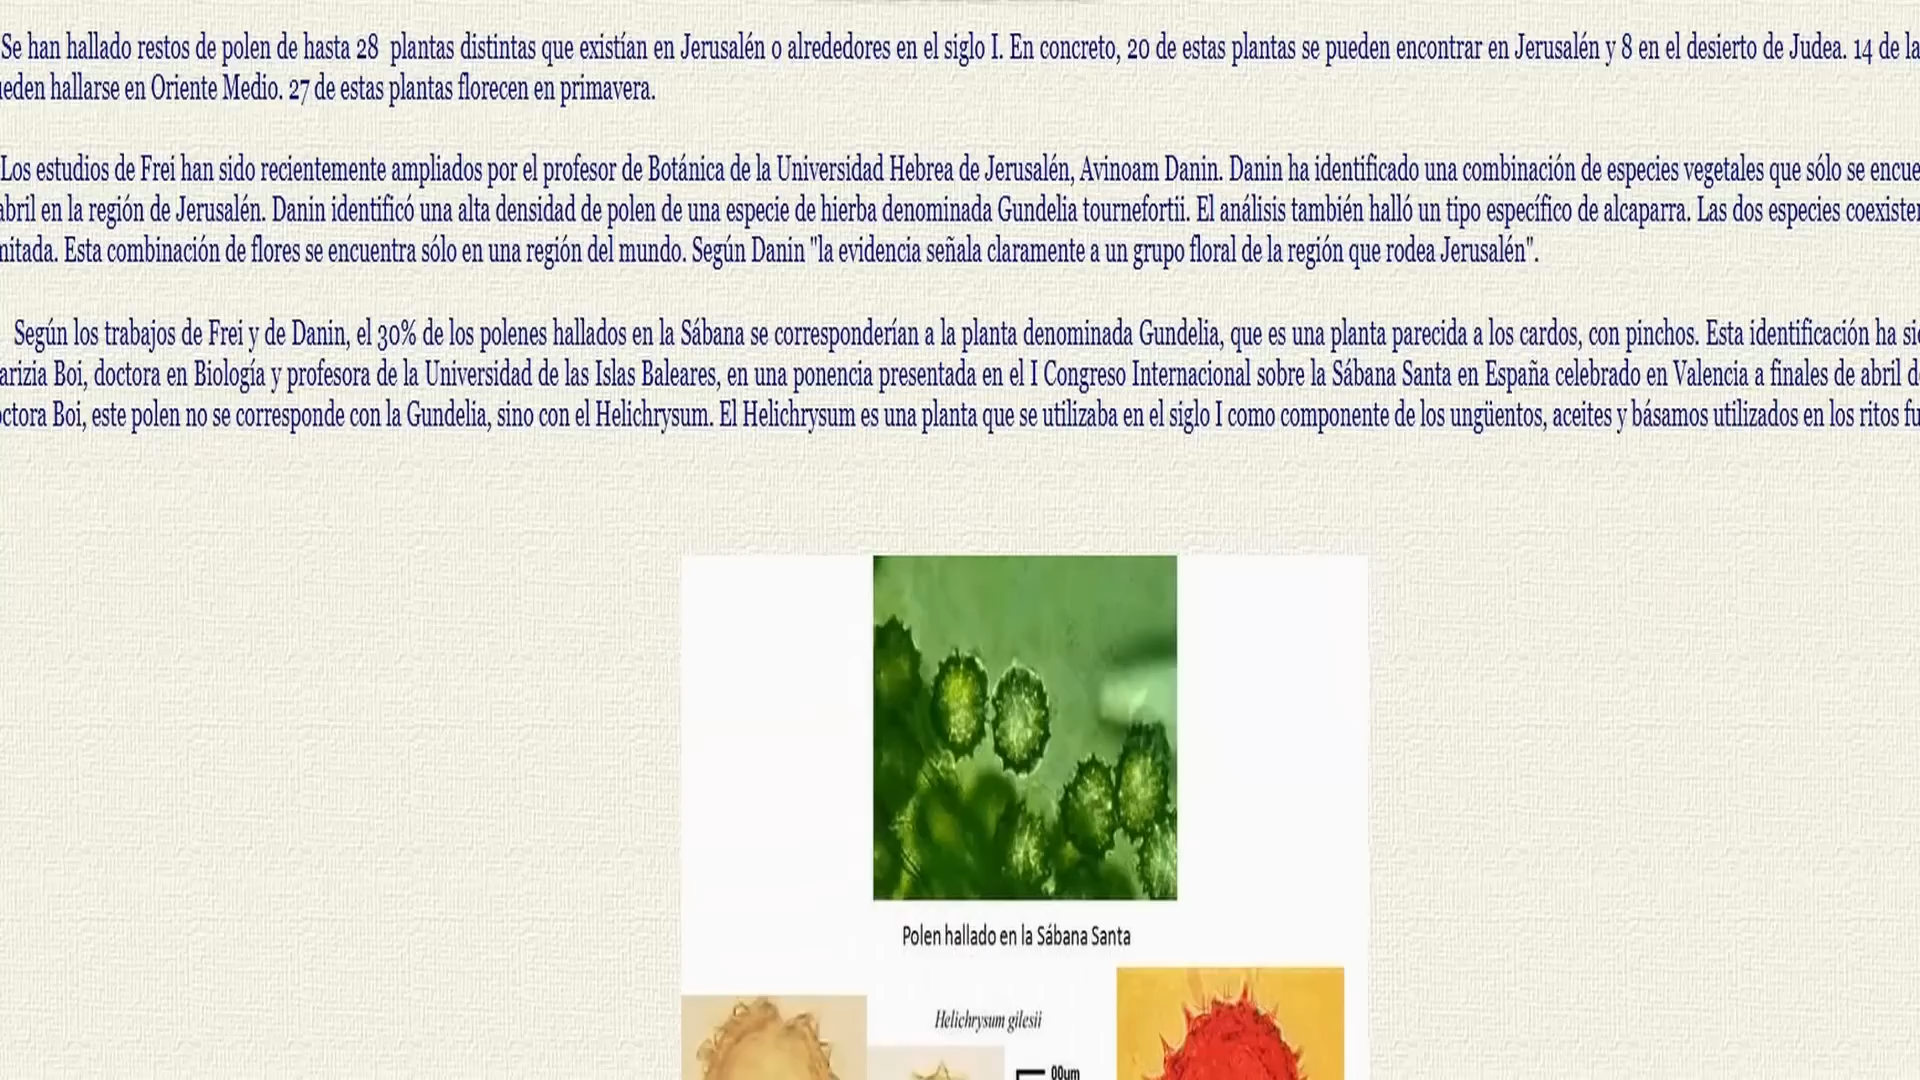 Se han hallado restos de polen de hasta 28 plantas distintas que existían en Jerusalén o alrededores en el siglo I. En concreto, 20 de estas plantas se pueden encontrar en Jerusalén y 8 en el desierto de Judea. 14 de la
ueden hallarse en Oriente Medio. 27 de estas plantas florecen en primavera.
Los estudios de Frei han sido recientemente ampliados por el profesor de Botánica de la Universidad Hebrea de Jerusalén, Avinoam Danin. Danin ha identificado una combinación de especies vegetales que sólo se encue
abril en la región de Jerusalén. Danin identificó una alta densidad de polen de una especie de hierba denominada Gundelia tournefortii. El análisis también halló un tipo específico de alcaparra. Las dos especies coexisten
mitada. Esta combinación de flores se encuentra sólo en una región del mundo. Según Danin "la evidencia señala claramente a un grupo floral de la región que rodea Jerusalén".
Según los trabajos de Frei y de Danin, el 30% de los polenes hallados en la Sábana se corresponderían a la planta denominada Gundelia, que es una planta parecida a los cardos, con pinchos. Esta identificación ha si
arizia Boi, doctora en Biología y profesora de la Universidad de las Islas Baleares, en una ponencia presentada en el I Congreso Internacional sobre la Sábana Santa en España celebrado en Valencia a finales de abril d
octora Boi, este polen no se corresponde con la Gundelia, sino con el Helichrysum. El Helichrysum es una planta que se utilizaba en el siglo I como componente de los ungüentos, aceites y básamos utilizados en los ritos fu
Polen hallado en la Sábana Santa
Helichrysum gilesii
00um